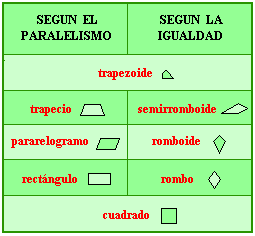 SEGUN EL PARALELISMO
SEGUN LA IGUALDAD
trapezoide
trapecio
semirromboide
pararelogramo
romboide
rectángulo
rombo
cuadrado